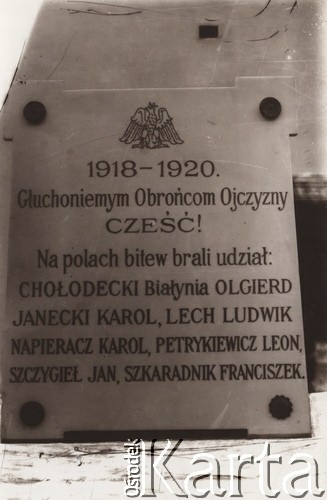 1918-1920.
Głuchoniemym Obrońcom Ojczyzny
CZEŚĆ!
Na polach bitew brali udział:
CHOŁODECKI Białynia OLGIERD
JANECKI KAROL, LECH LUDWIK
NAPIERACZ KAROL, PETRYKIEWICZ LEON,
SZCZYGIEŁ JAN, SZKARADNIK FRANCISZEK.
ośrodek Karta